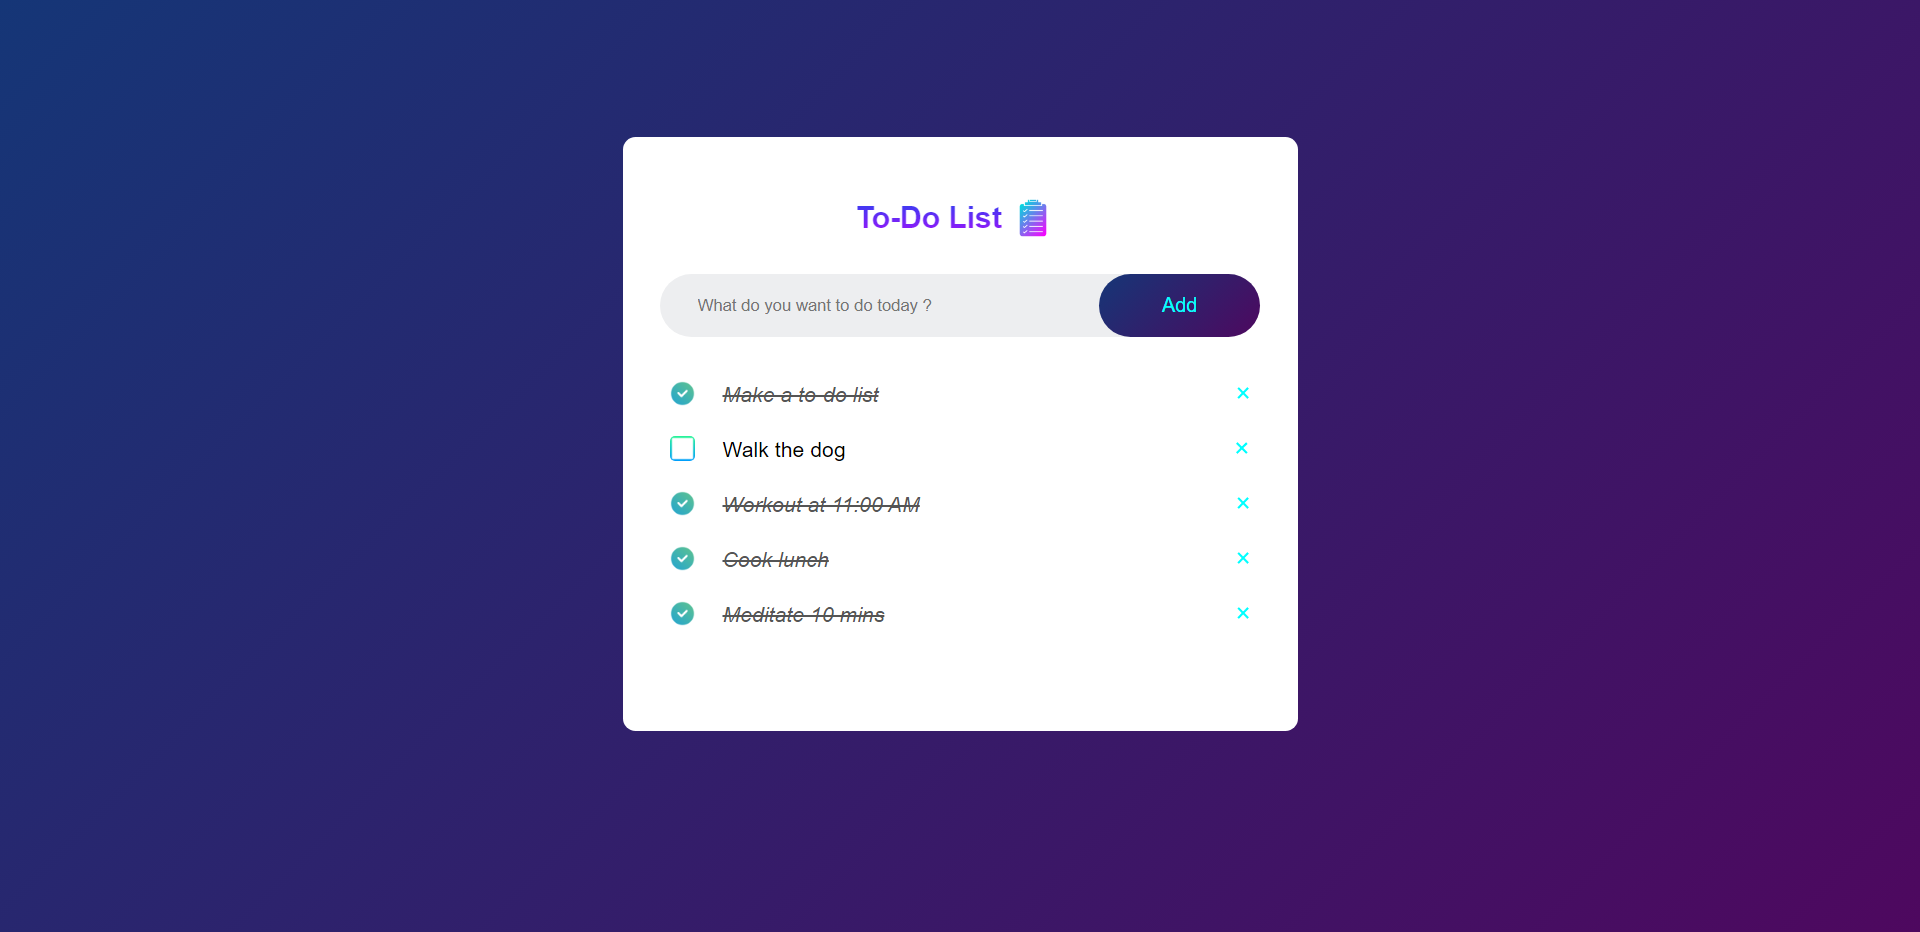 To-Do List
What do you want to do today ?
Add
Make a to do list
Walk the dog
Workout at 11:00 AM
Cook lunch
Meditate 10 mins